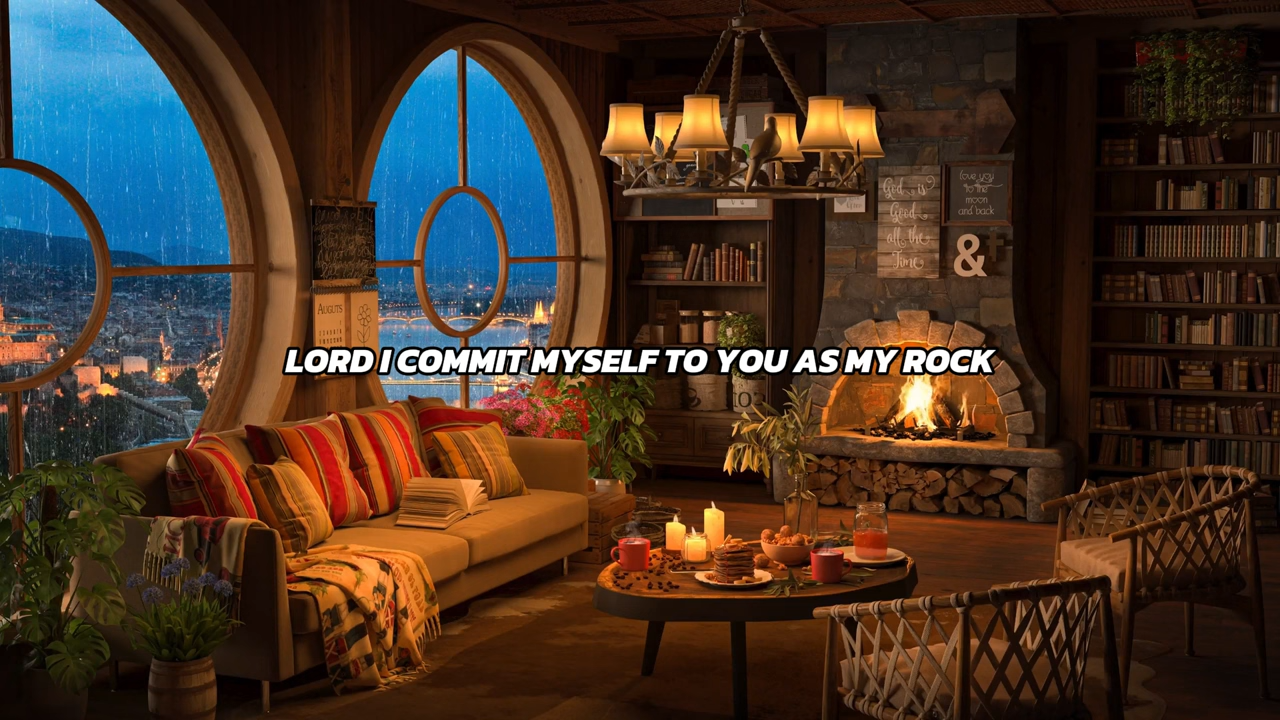 God is
Good
all the
Time
love you
to the
moon
and back
&
AUGUTS
LORD I COMMIT MYSELF TO YOU AS MY ROCK